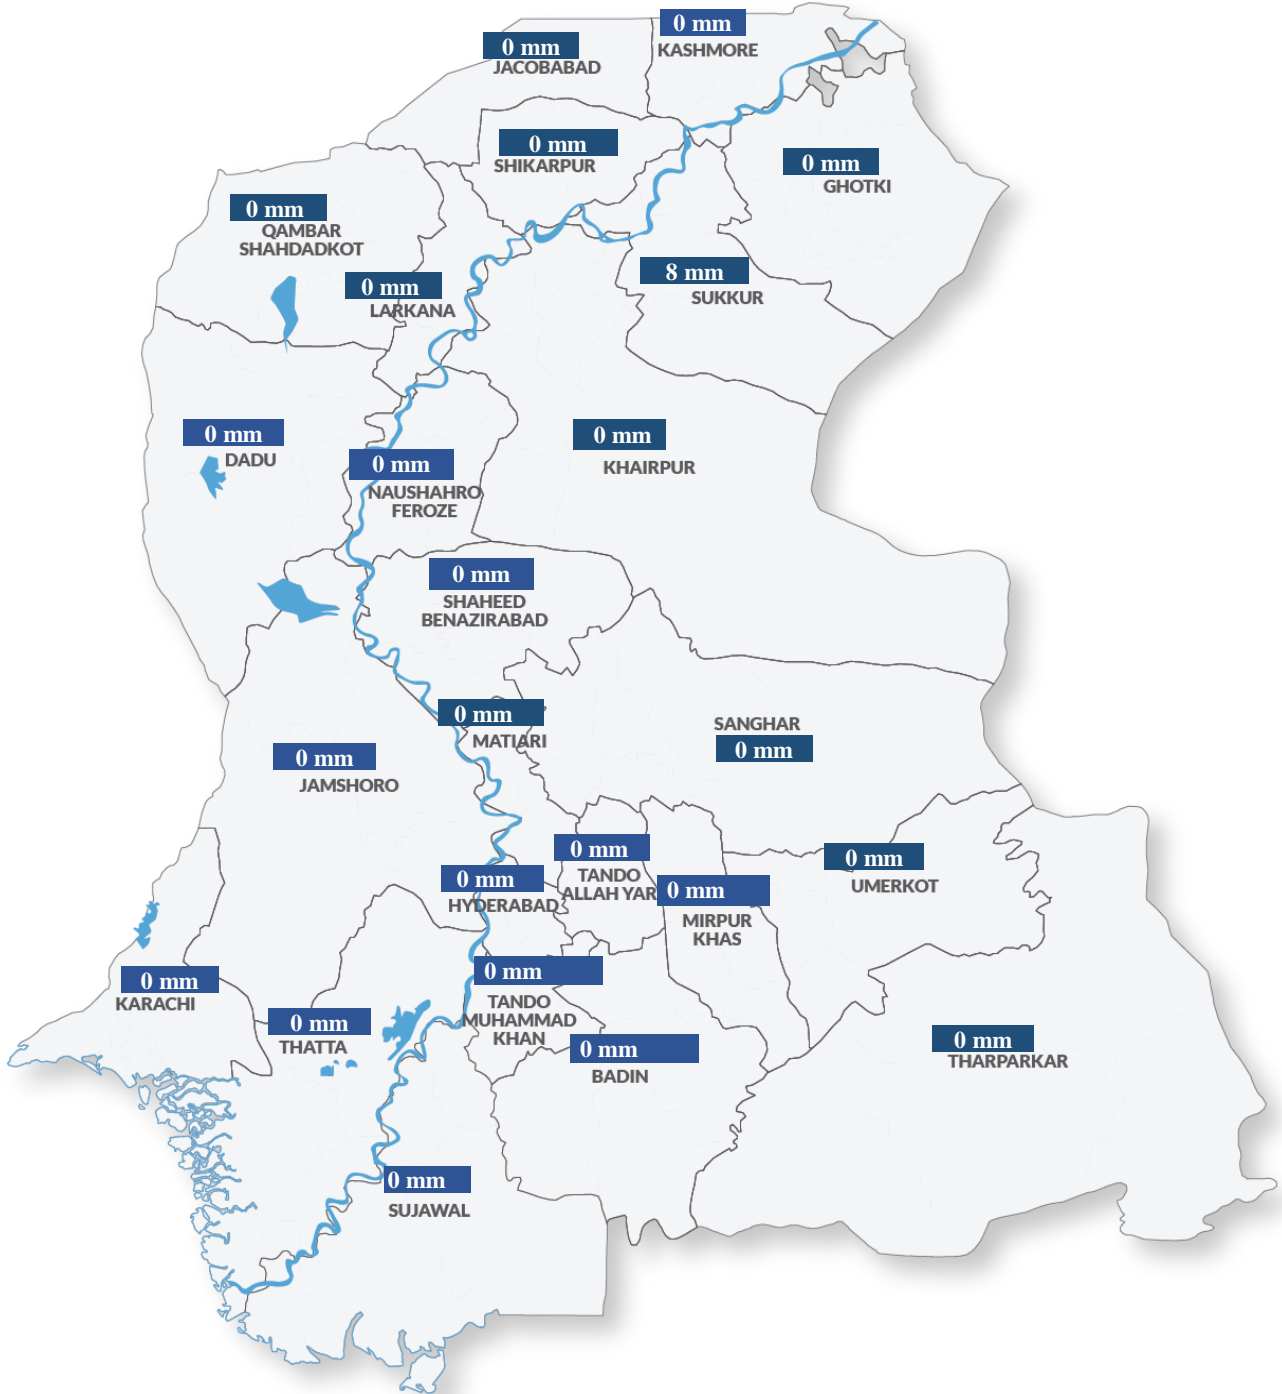 0 mm
KASHMORE
0 mm
JACOBABAD
0 mm
SHIKARPUR
0 mm
GHOTKI
0 mm
QAMBAR
SHAHDADKOT
0 mm
LARKANA
8 mm
SUKKUR
0 mm
DADU
0 mm
NAUSHAHRO
FEROZE
0 mm
KHAIRPUR
0 mm
SHAHEED
BENAZIRABAD
0 mm
MATIARI
SANGHAR
0 mm
0 mm
JAMSHORO
0 mm
TANDO
ALLAH YAR
0 mm
UMERKOT
0 mm
HYDERABAD
0 mm
MIRPUR
KHAS
0 mm
KARACHI
0 mm
TANDO
MUHAMMAD
KHAN
0 mm
THATTA
0 mm
BADIN
0 mm
THARPARKAR
0 mm
SUJAWAL